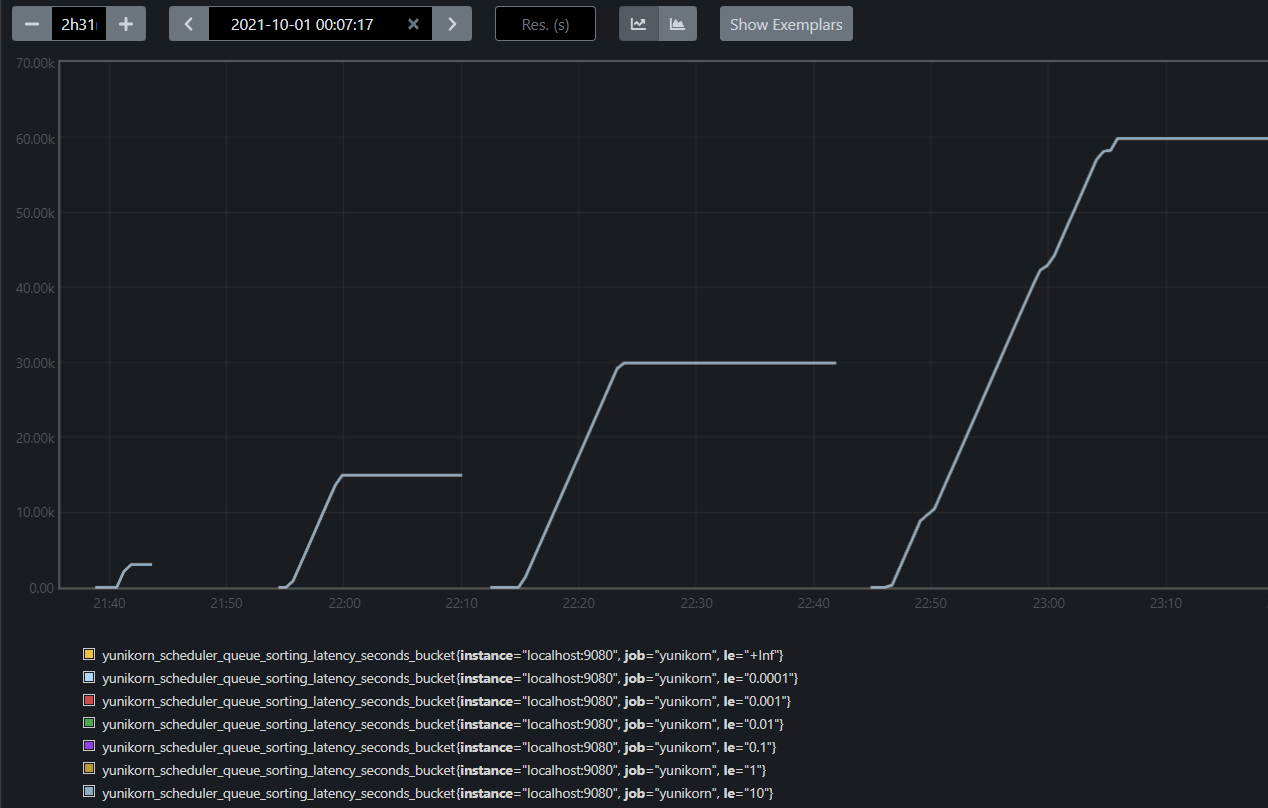 2h31
2021-10-01 00:07:17
Res. (s)
Show Exemplars
70.00k
60.00k
50.00k
40.00k
30.00k
20.00k
10.00k
0.00
21:40 21:50 22:00 22:10 22:20 22:30 22:40 22:50 23:00 23:10
yunikorn_scheduler_queue_sorting_latency_seconds_bucket{instance="localhost:9080", job="yunikorn", le="+Inf"}
yunikorn_scheduler_queue_sorting_latency_seconds_bucket{instance="localhost:9080", job="yunikorn", le="0.0001"}
yunikorn_scheduler_queue_sorting_latency_seconds_bucket{instance="localhost:9080", job="yunikorn", le="0.001"}
yunikorn_scheduler_queue_sorting_latency_seconds_bucket{instance="localhost:9080", job="yunikorn", le="0.01"}
yunikorn_scheduler_queue_sorting_latency_seconds_bucket{instance="localhost:9080", job="yunikorn", le="0.1"}
yunikorn_scheduler_queue_sorting_latency_seconds_bucket{instance="localhost:9080", job="yunikorn", le="1"}
yunikorn_scheduler_queue_sorting_latency_seconds_bucket{instance="localhost:9080", job="yunikorn", le="10"}